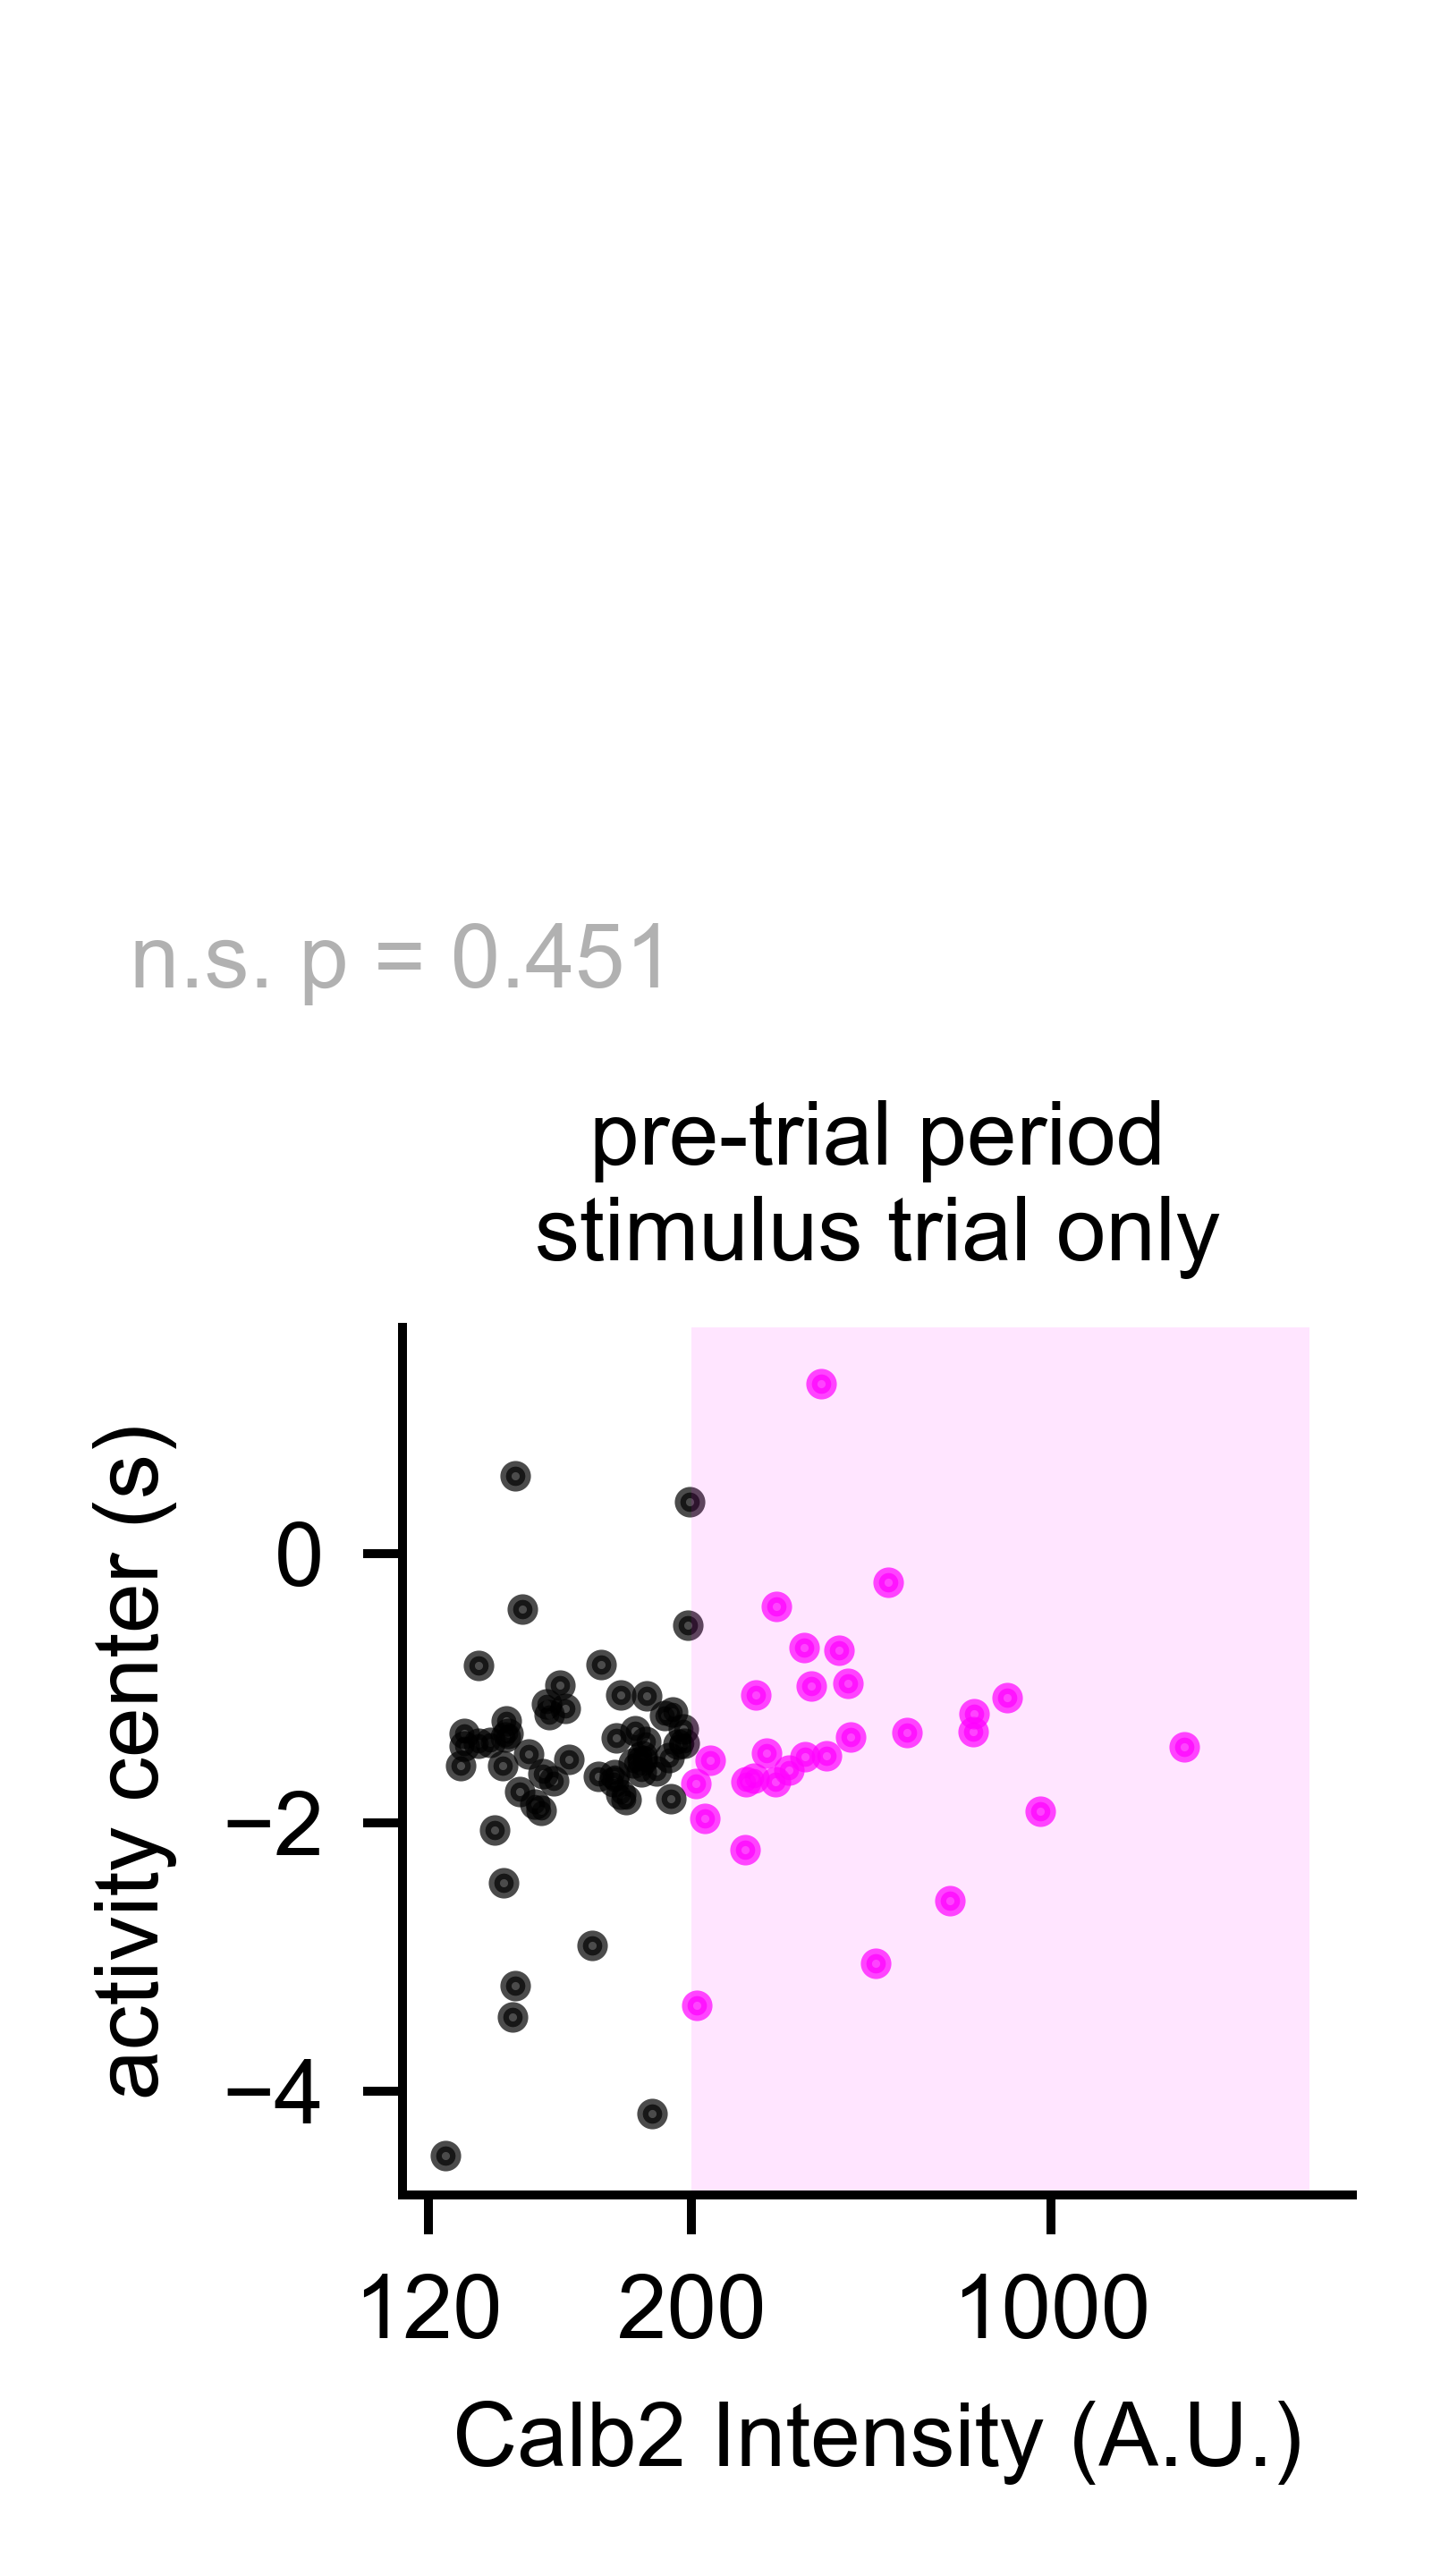 n.s. p = 0.451
pre-trial period
stimulus trial only
activity center (s)
0
−2
−4
120 200 1000
Calb2 Intensity (A.U.)